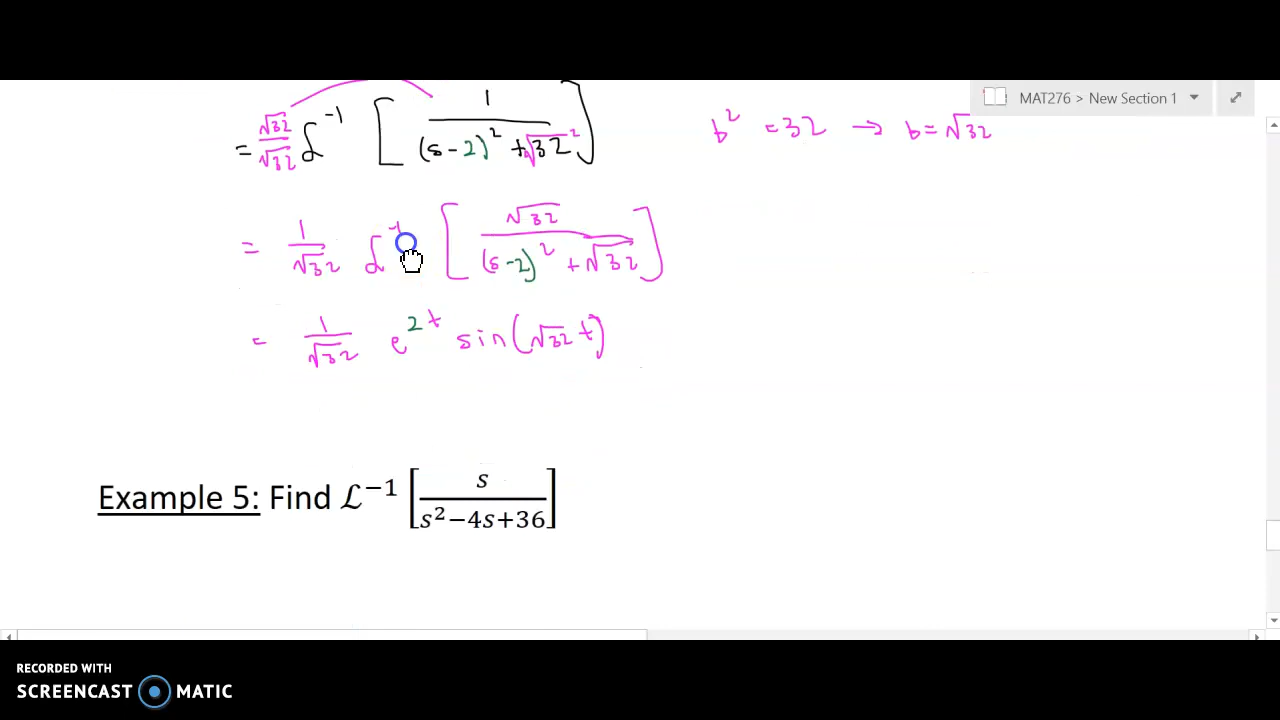 MAT276 > New Section 1
= √32/√32 ℒ⁻¹ [1/((s-2)² + √32²)] b² = 32 → b = √32
= 1/√32 ℒ⁻¹ [√32/((s-2)² + √32)]
= 1/√32 e^(2t) sin(√32 t)
Example 5: Find ℒ⁻¹ [s/(s²−4s+36)]
RECORDED WITH
SCREENCAST MATIC